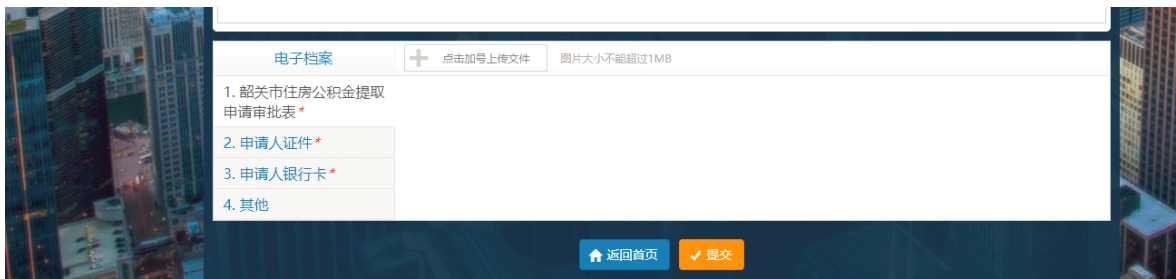 电子档案
点击加号上传文件
图片大小不能超过1MB
1. 韶关市住房公积金提取
申请审批表*
2. 申请人证件*
3. 申请人银行卡*
4. 其他
返回首页
提交